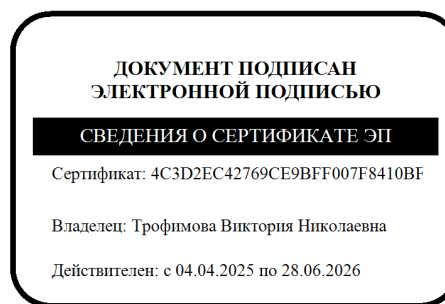 ДОКУМЕНТ ПОДПИСАН
ЭЛЕКТРОННОЙ ПОДПИСЬЮ
СВЕДЕНИЯ О СЕРТИФИКАТЕ ЭП
Сертификат: 4C3D2EC42769CE9BFF007F8410BF
Владелец: Трофимова Виктория Николаевна
Действителен: с 04.04.2025 по 28.06.2026